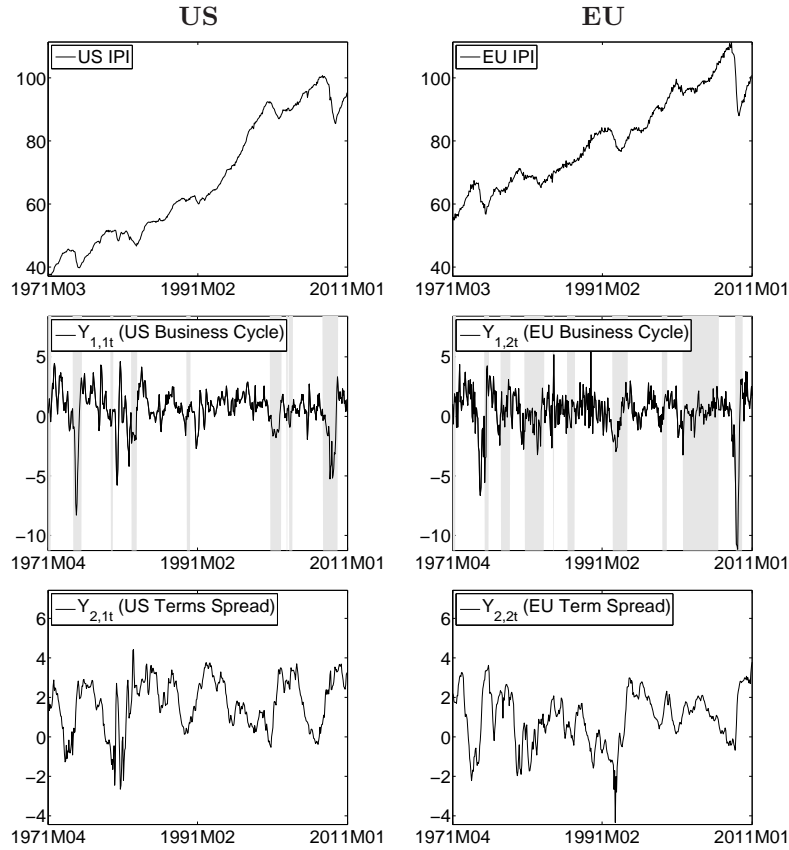 US
EU
US IPI
100
80
60
40
1971M03
1991M02
2011M01
EU IPI
100
80
60
40
1971M03
1991M02
2011M01
Y1,1t (US Business Cycle)
5
0
−5
−10
1971M04
1991M02
2011M01
Y1,2t (EU Business Cycle)
5
0
−5
−10
1971M04
1991M02
2011M01
Y2,1t (US Terms Spread)
6
4
2
0
−2
−4
1971M04
1991M02
2011M01
Y2,2t (EU Term Spread)
6
4
2
0
−2
−4
1971M04
1991M02
2011M01